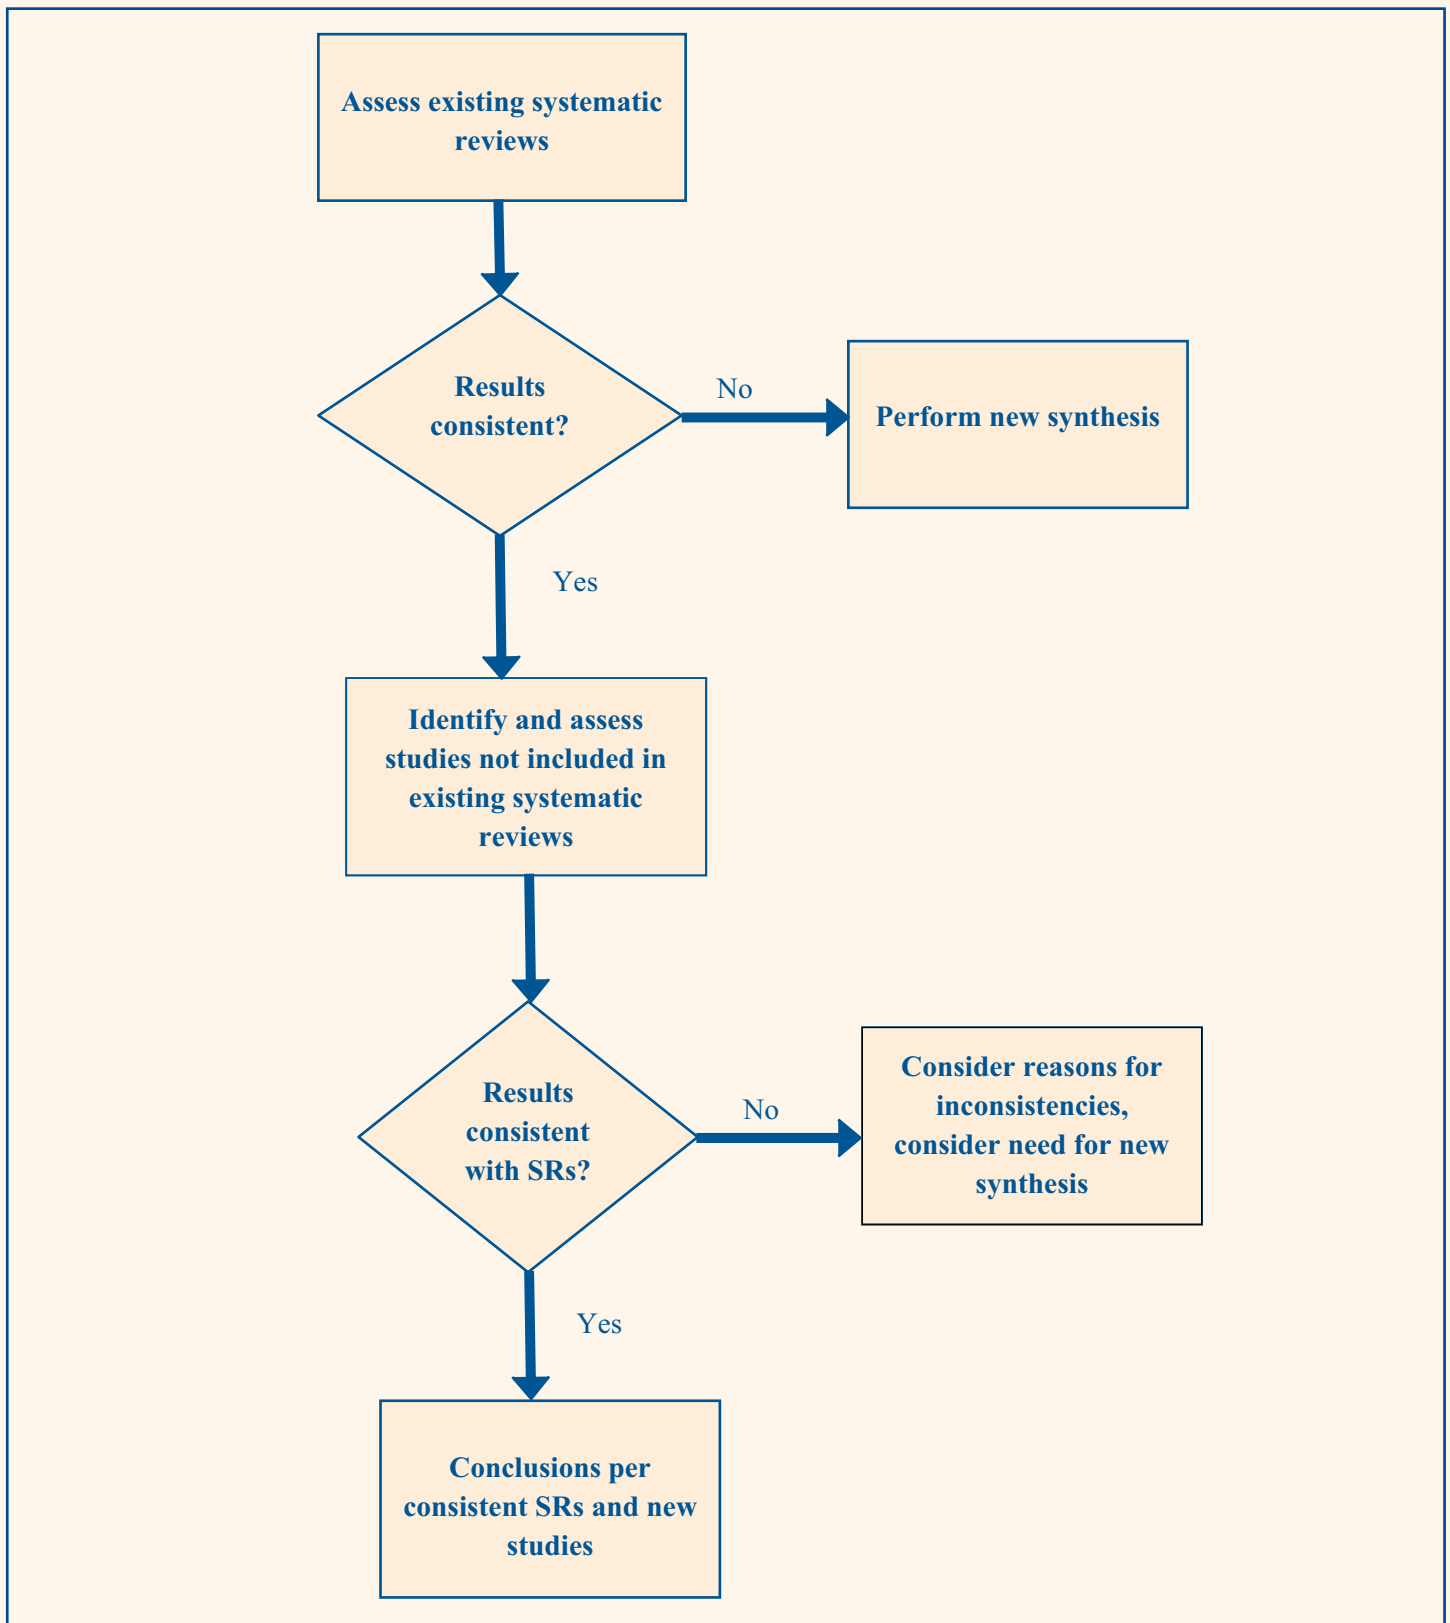 Assess existing systematic
reviews
Results
consistent?
No
Perform new synthesis
Yes
Identify and assess
studies not included in
existing systematic
reviews
Results
consistent
with SRs?
No
Consider reasons for
inconsistencies,
consider need for new
synthesis
Yes
Conclusions per
consistent SRs and new
studies